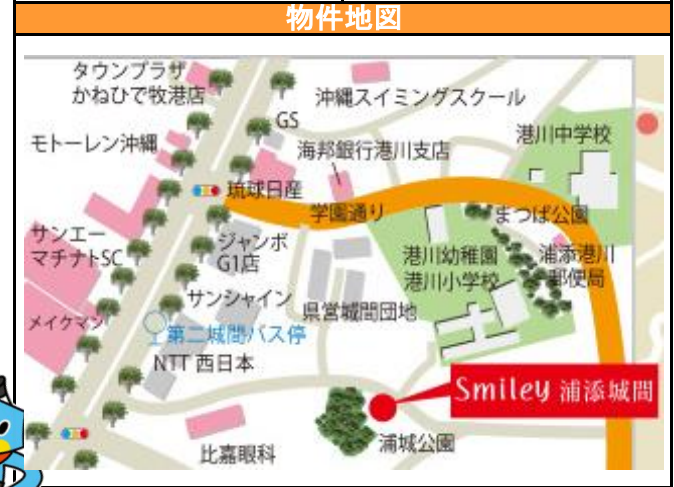 物件地図
タウンプラザ
かねひで牧港店
沖縄スイミングスクール
GS
港川中学校
モトーレン沖縄
海邦銀行港川支店
琉球日産
学園通り
まつば公園
サンエー
マチナトSC
ジャンボ
G1店
港川幼稚園
港川小学校
浦添港川
郵便局
サンシャイン
県営城間団地
メイクマン
第二城間バス停
NTT 西日本
Smiley 浦添城間
浦城公園
比嘉眼科